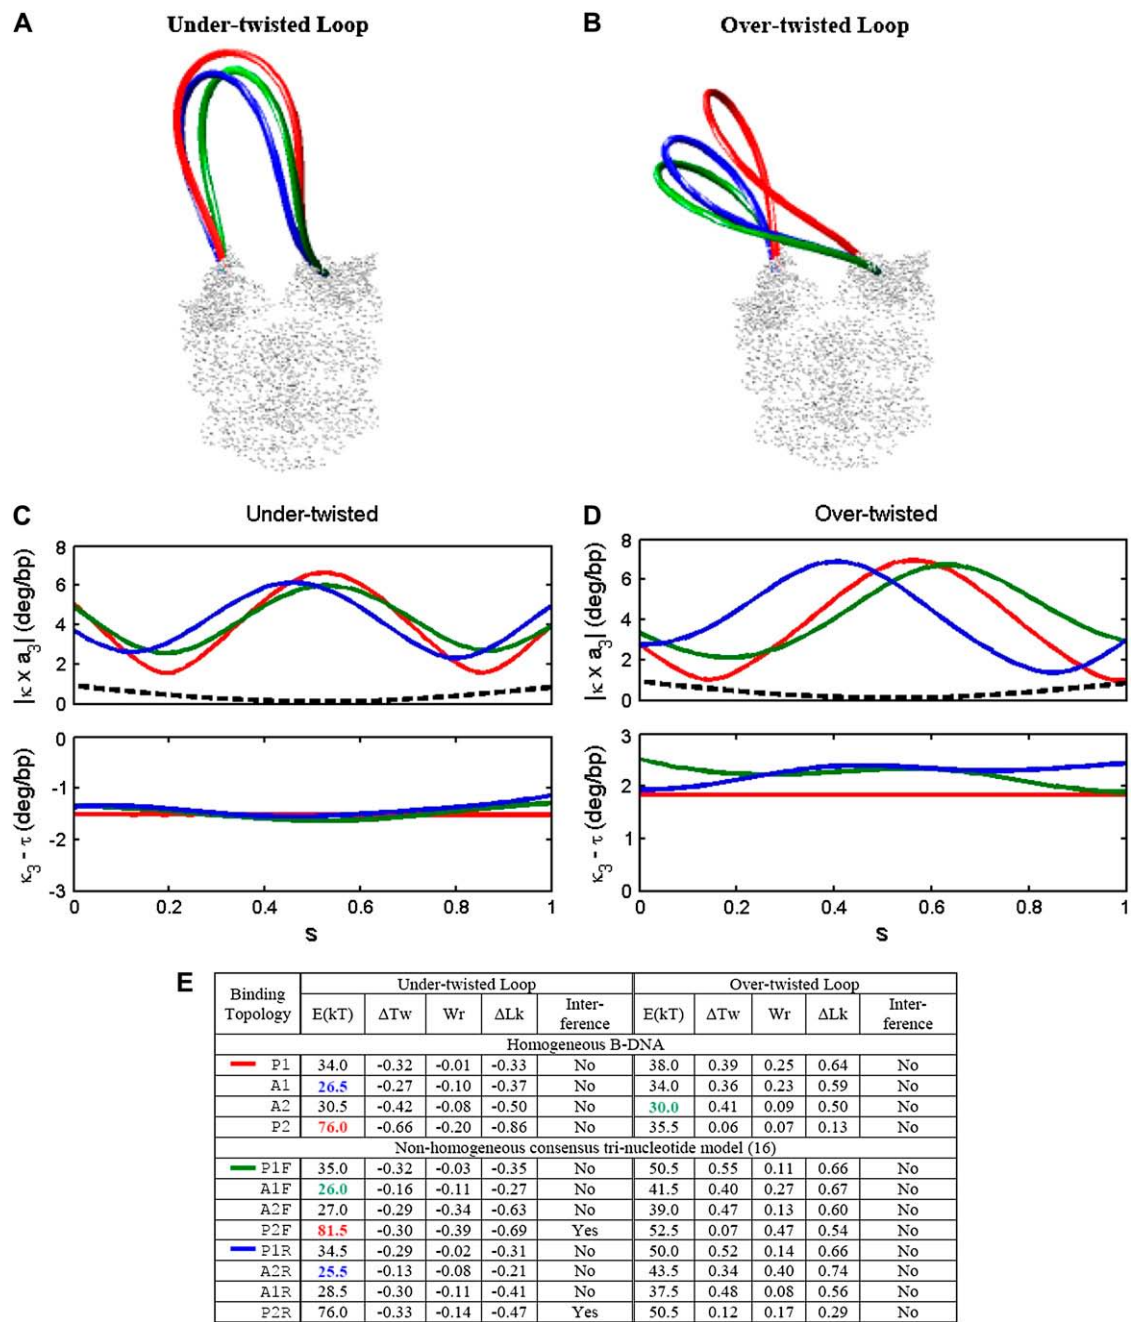 A
Under-twisted Loop
B
Over-twisted Loop
C
Under-twisted
|κ x a3| (deg/bp)
8
6
4
2
0
κ3 - τ (deg/bp)
0
-1
-2
-3
0 0.2 0.4 0.6 0.8 1
s
D
Over-twisted
|κ x a3| (deg/bp)
8
6
4
2
0
κ3 - τ (deg/bp)
3
2
1
0
0 0.2 0.4 0.6 0.8 1
s
E
Binding Topology Under-twisted Loop Over-twisted Loop
E(kT) ΔTw Wr ΔLk Inter-ference E(kT) ΔTw Wr ΔLk Inter-ference
Homogeneous B-DNA
P1 34.0 -0.32 -0.01 -0.33 No 38.0 0.39 0.25 0.64 No
A1 26.5 -0.27 -0.10 -0.37 No 34.0 0.36 0.23 0.59 No
A2 30.5 -0.42 -0.08 -0.50 No 30.0 0.41 0.09 0.50 No
P2 76.0 -0.66 -0.20 -0.86 No 35.5 0.06 0.07 0.13 No
Non-homogeneous consensus tri-nucleotide model (16)
P1F 35.0 -0.32 -0.03 -0.35 No 50.5 0.55 0.11 0.66 No
A1F 26.0 -0.16 -0.11 -0.27 No 41.5 0.40 0.27 0.67 No
A2F 27.0 -0.29 -0.34 -0.63 No 39.0 0.47 0.13 0.60 No
P2F 81.5 -0.30 -0.39 -0.69 Yes 52.5 0.07 0.47 0.54 No
P1R 34.5 -0.29 -0.02 -0.31 No 50.0 0.52 0.14 0.66 No
A2R 25.5 -0.13 -0.08 -0.21 No 43.5 0.34 0.40 0.74 No
A1R 28.5 -0.30 -0.11 -0.41 No 37.5 0.48 0.08 0.56 No
P2R 76.0 -0.33 -0.14 -0.47 Yes 50.5 0.12 0.17 0.29 No